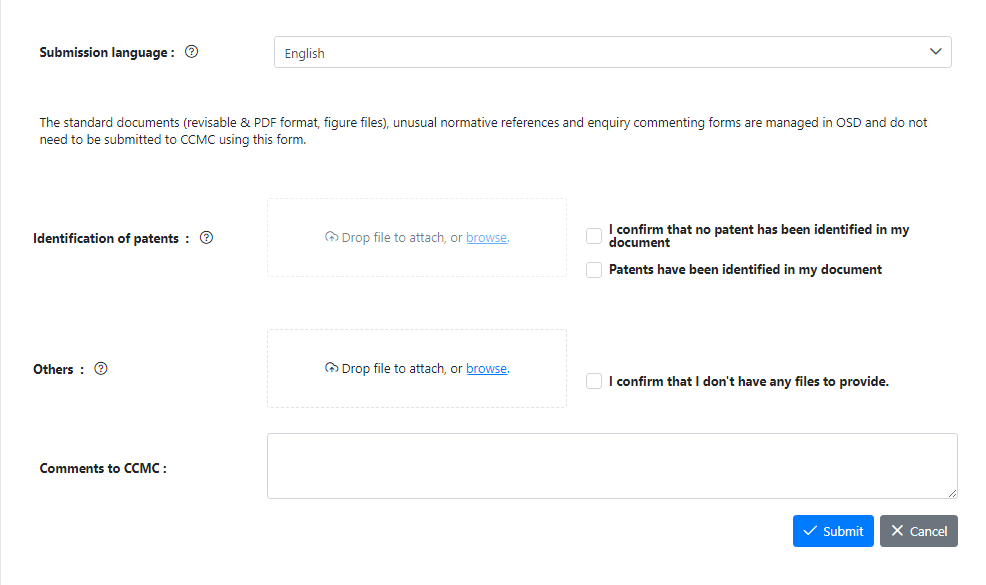 Submission language :
English
The standard documents (revisable & PDF format, figure files), unusual normative references and enquiry commenting forms are managed in OSD and do not
need to be submitted to CCMC using this form.
Identification of patents :
Drop file to attach, or browse.
I confirm that no patent has been identified in my
document
Patents have been identified in my document
Others :
Drop file to attach, or browse.
I confirm that I don't have any files to provide.
Comments to CCMC :
Submit
Cancel